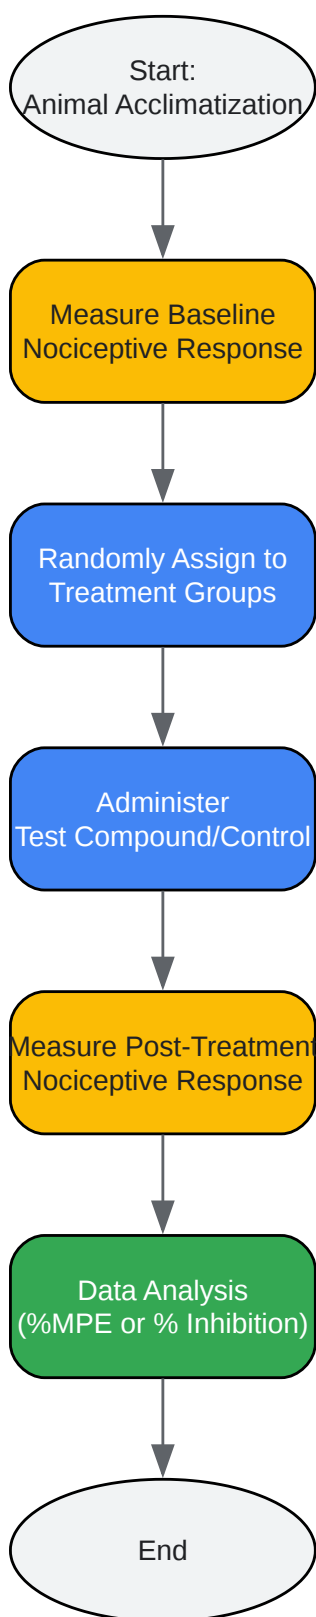 Start:
Animal Acclimatization
Measure Baseline
Nociceptive Response
Randomly Assign to
Treatment Groups
Administer
Test Compound/Control
Measure Post-Treatment
Nociceptive Response
Data Analysis
(%MPE or % Inhibition)
End